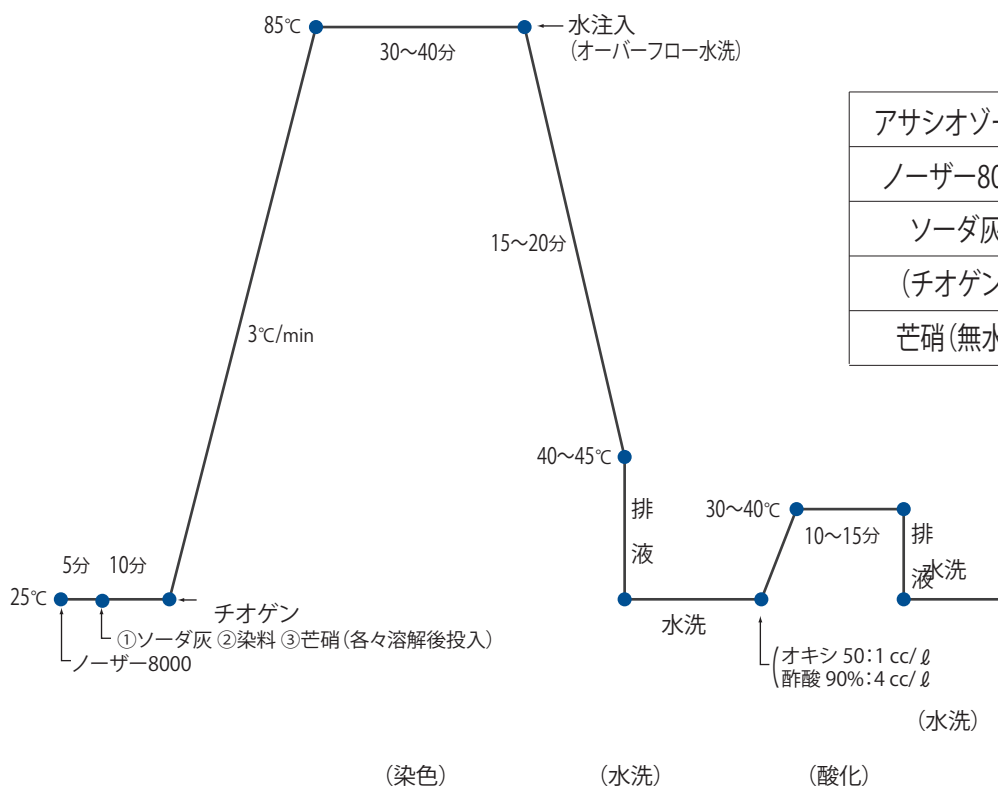 85℃
30〜40分
水注入
(オーバーフロー水洗)
アサシオゾー
ノーザー80
ソーダ灰
(チオゲン
芒硝(無水
15〜20分
3℃/min
40〜45℃
排
液
30〜40℃
10〜15分
排
液
水洗
5分 10分
25℃
チオゲン
①ソーダ灰 ②染料 ③芒硝(各々溶解後投入)
ノーザー8000
水洗
(オキシ 50:1 cc/ℓ
(酢酸 90%:4 cc/ℓ
(水洗)
(染色) (水洗) (酸化)